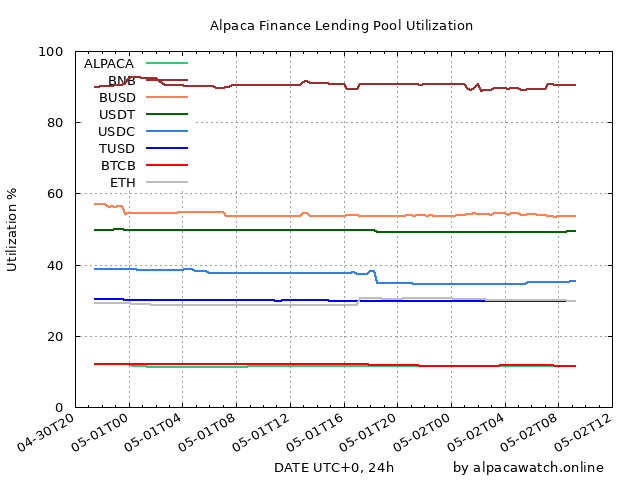 Alpaca Finance Lending Pool Utilization
100
80
60
40
20
0
Utilization %
ALPACA
BNB
BUSD
USDT
USDC
TUSD
BTCB
ETH
04-30T20
05-01T00
05-01T04
05-01T08
05-01T12
05-01T16
05-01T20
05-02T00
05-02T04
05-02T08
05-02T12
DATE UTC+0, 24h
by alpacawatch.online